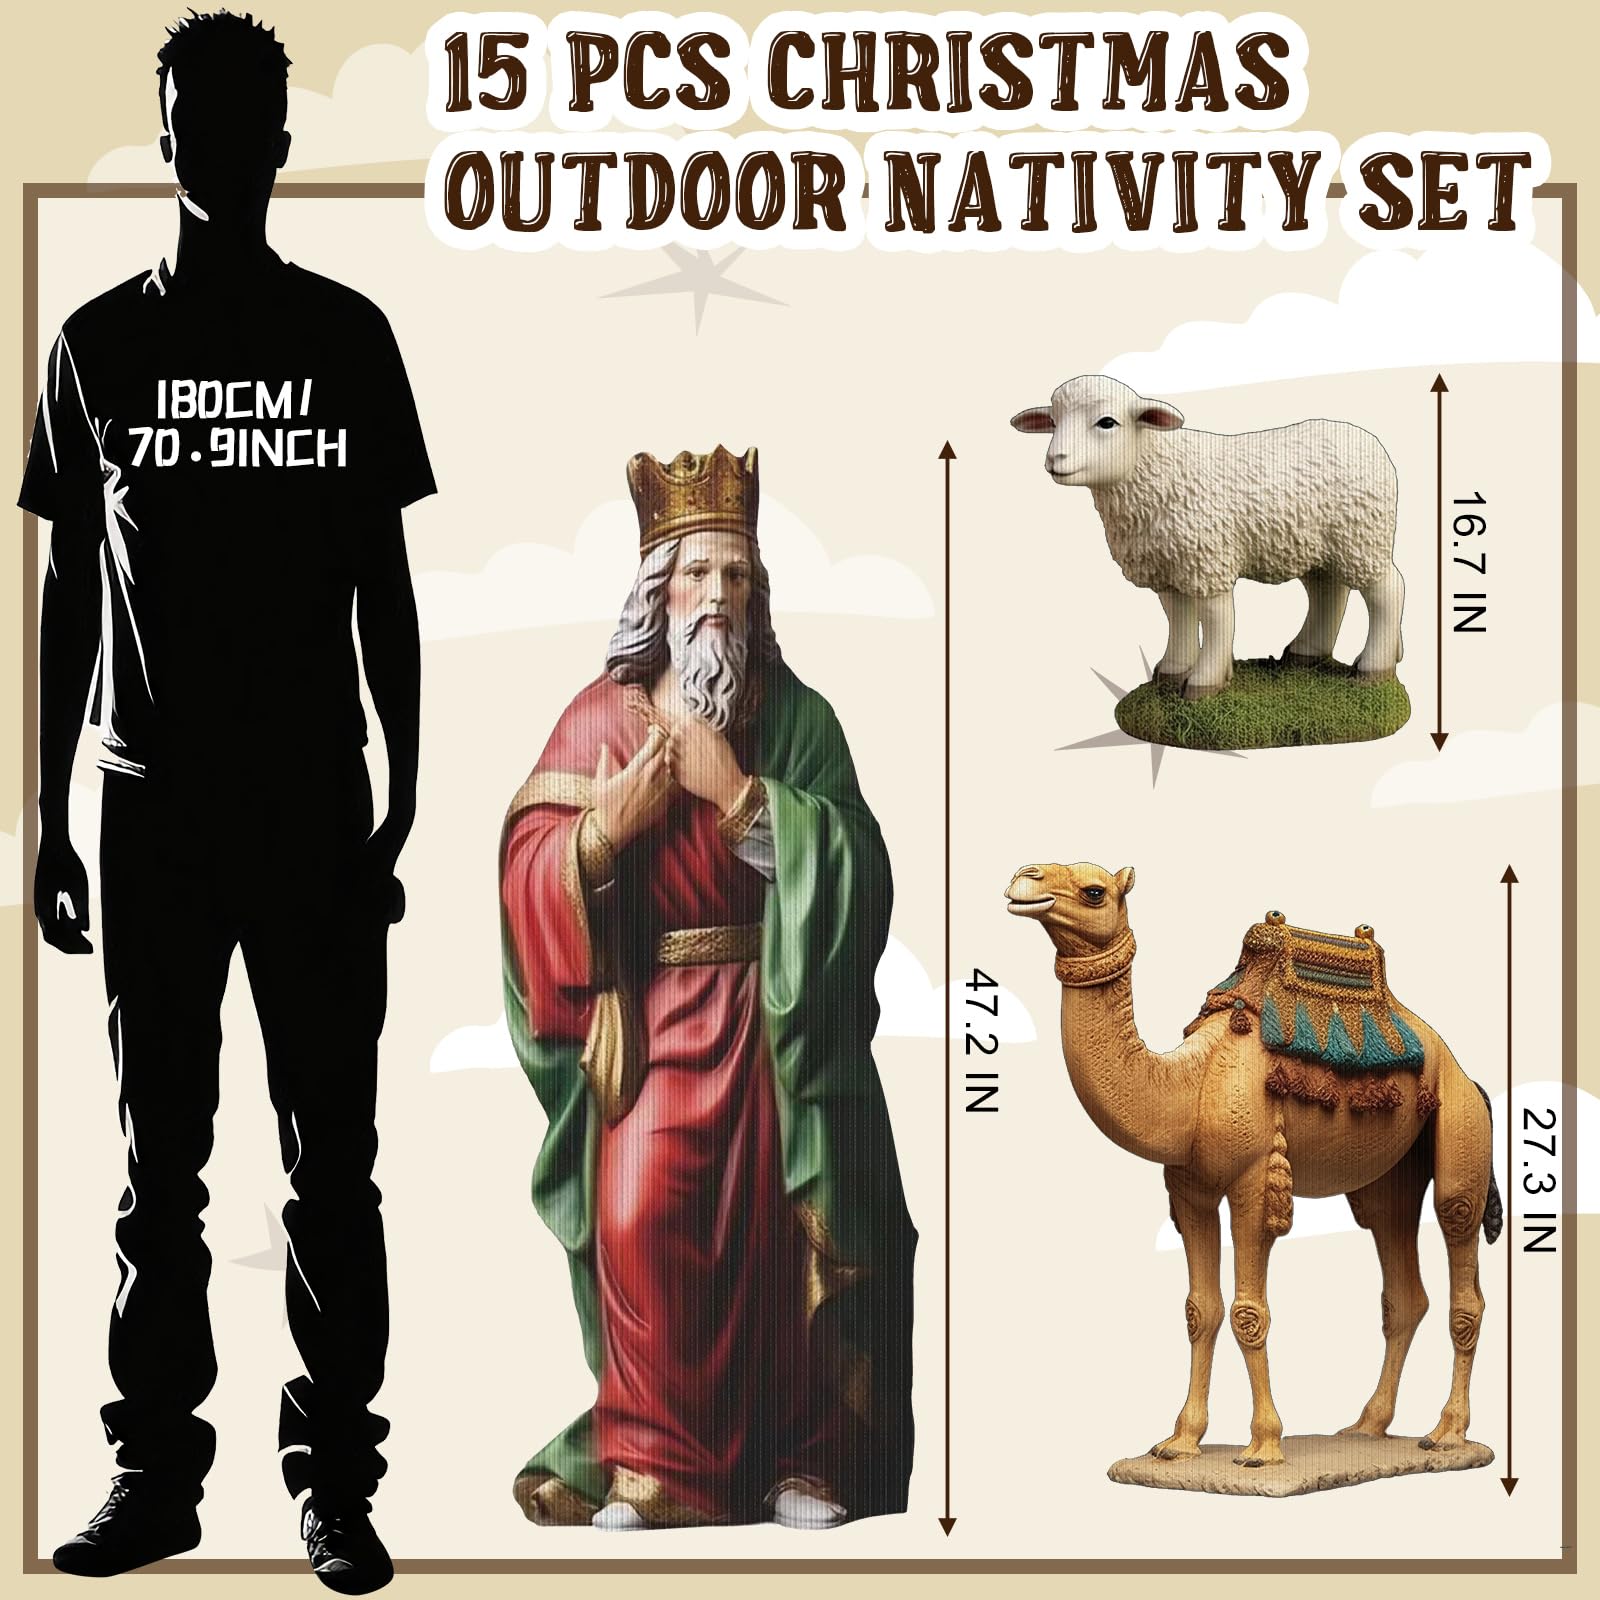 15 PCS CHRISTMAS
OUTDOOR NATIVITY SET
180CM/
70.9INCH
16.7 IN
47.2 IN
27.3 IN